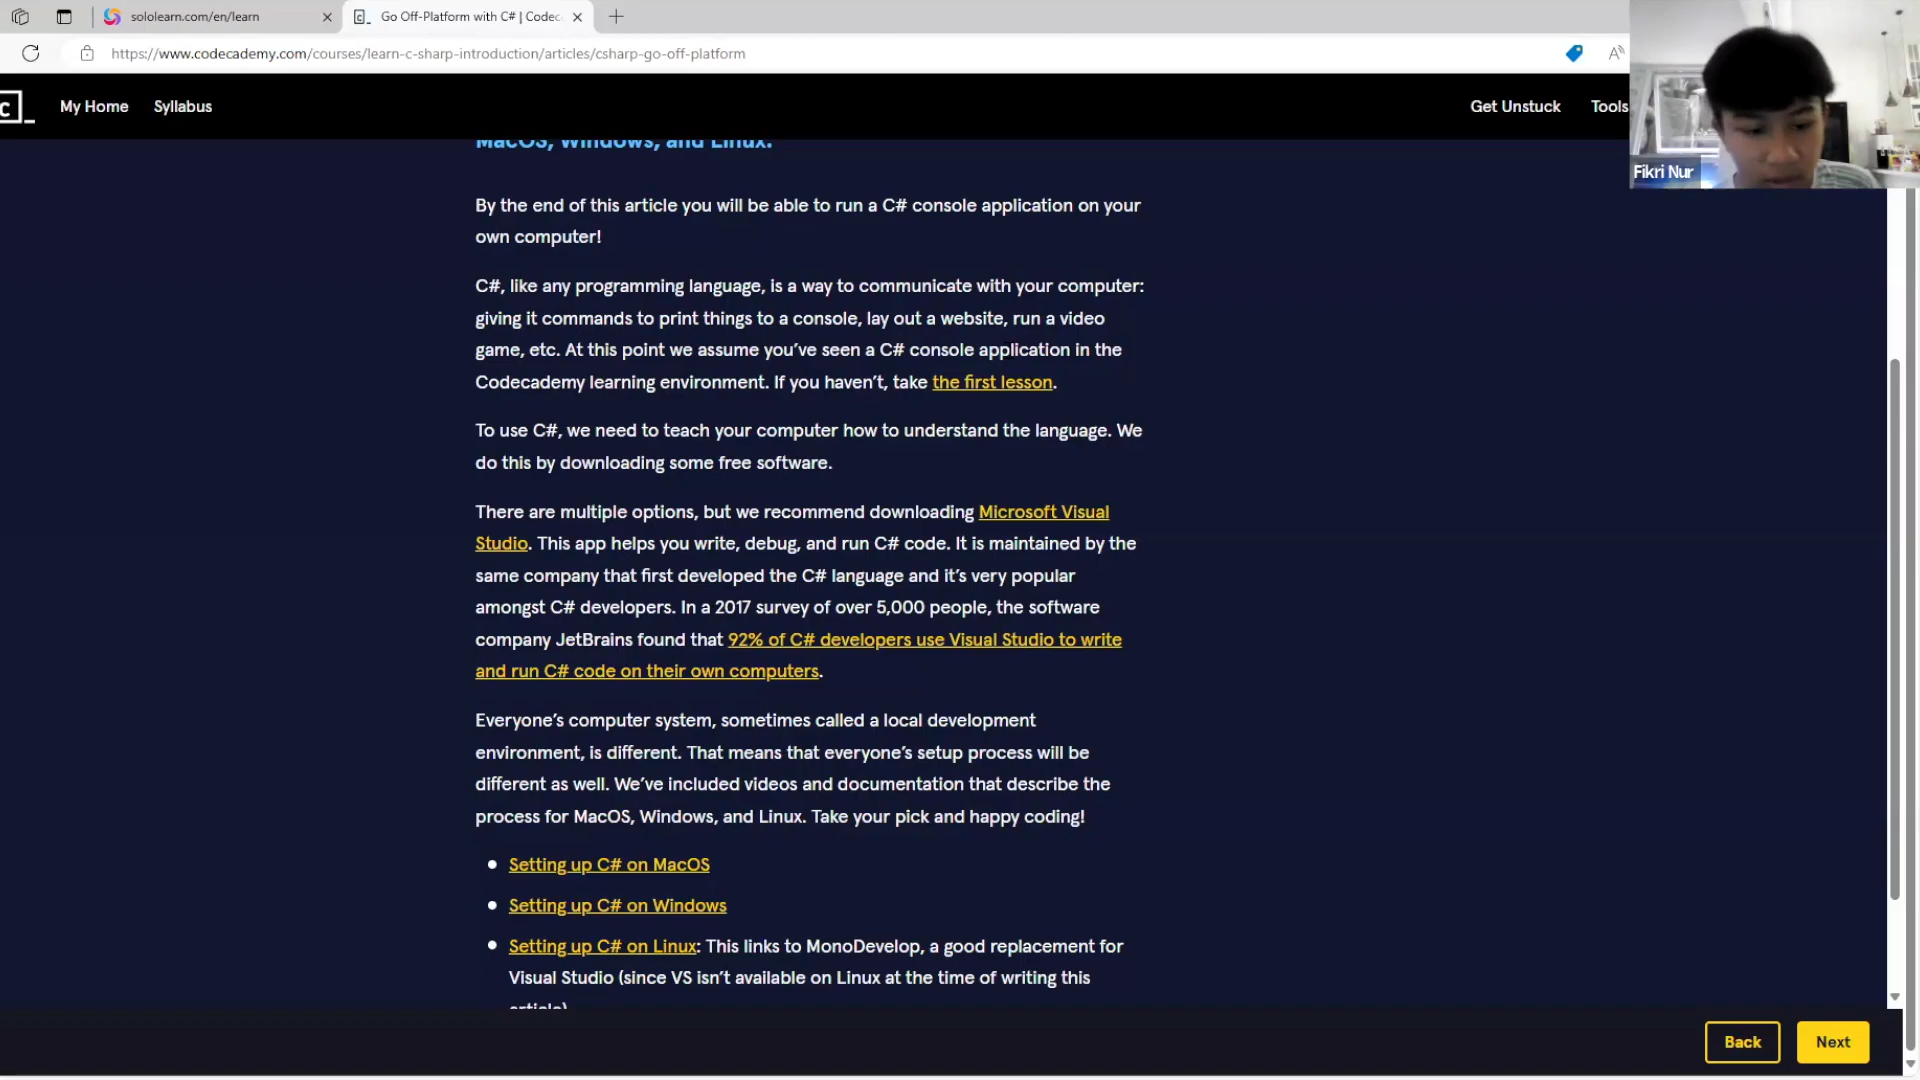 sololearn.com/en/learn
Go Off-Platform with C# | Codec
https://www.codecademy.com/courses/learn-c-sharp-introduction/articles/csharp-go-off-platform
c_
My Home
Syllabus
Get Unstuck
Tools
Fikri Nur
MacOS, Windows, and Linux.
By the end of this article you will be able to run a C# console application on your
own computer!
C#, like any programming language, is a way to communicate with your computer:
giving it commands to print things to a console, lay out a website, run a video
game, etc. At this point we assume you’ve seen a C# console application in the
Codecademy learning environment. If you haven’t, take the first lesson.
To use C#, we need to teach your computer how to understand the language. We
do this by downloading some free software.
There are multiple options, but we recommend downloading Microsoft Visual
Studio. This app helps you write, debug, and run C# code. It is maintained by the
same company that first developed the C# language and it’s very popular
amongst C# developers. In a 2017 survey of over 5,000 people, the software
company JetBrains found that 92% of C# developers use Visual Studio to write
and run C# code on their own computers.
Everyone’s computer system, sometimes called a local development
environment, is different. That means that everyone’s setup process will be
different as well. We’ve included videos and documentation that describe the
process for MacOS, Windows, and Linux. Take your pick and happy coding!
• Setting up C# on MacOS
• Setting up C# on Windows
• Setting up C# on Linux: This links to MonoDevelop, a good replacement for
Visual Studio (since VS isn’t available on Linux at the time of writing this
article)
Back
Next